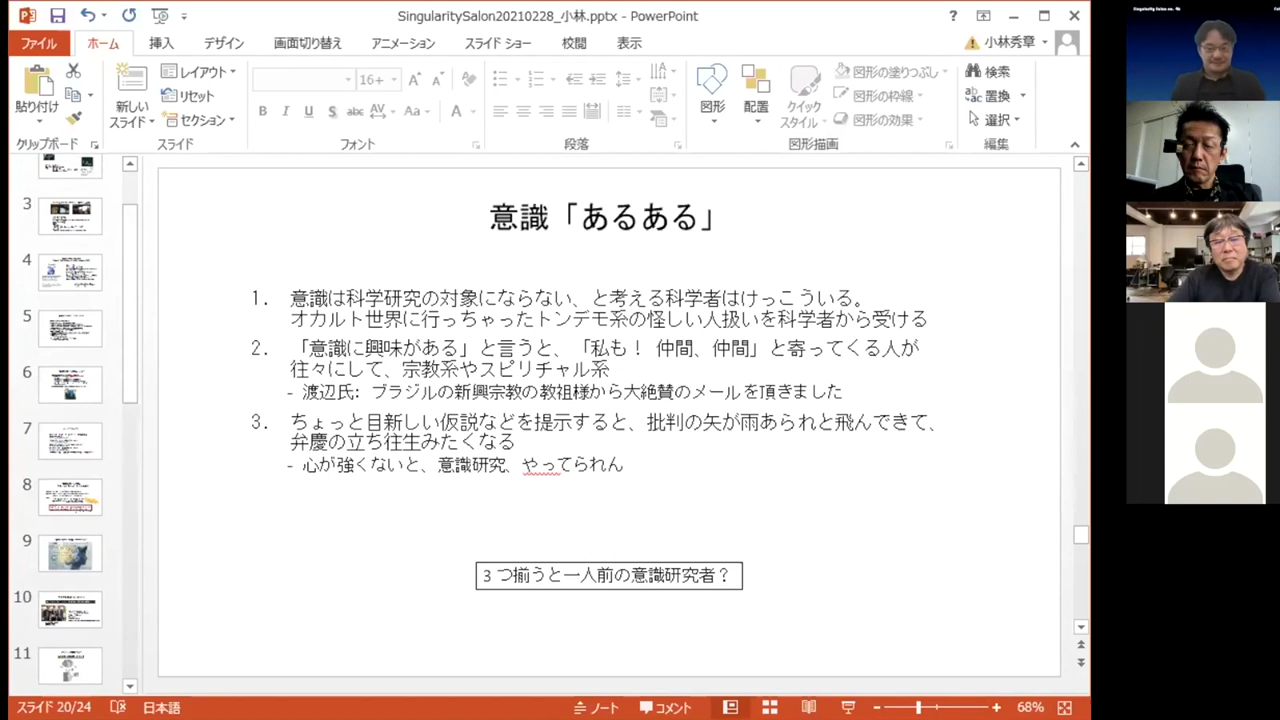 SingularitySalon20210228_小林.pptx - PowerPoint
ファイル ホーム 挿入 デザイン 画面切り替え アニメーション スライド ショー 校閲 表示 小林秀章
貼り付け
クリップボード
新しい
スライド
レイアウト
リセット
セクション
スライド
16+
フォント
段落
図形
配置
クイック
スタイル
図形の塗りつぶし
図形の枠線
図形の効果
図形描画
検索
置換
選択
編集
意識「あるある」
1. 意識は科学研究の対象にならない、と考える科学者はけっこういる。
オカルト世界に行っちゃったトンデモ系の怪しい人扱いを科学者から受ける
2. 「意識に興味がある」と言うと、「私も！ 仲間、仲間」と寄ってくる人が
往々にして、宗教系やスピリチャル系
- 渡辺氏: ブラジルの新興宗教の教祖様から大絶賛のメールを頂きました
3. ちょっと目新しい仮説などを提示すると、批判の矢が雨あられと飛んできて、
弁慶の立ち往生みたくなる
- 心が強くないと、意識研究、やってられん
3つ揃うと一人前の意識研究者？
3
4
5
6
7
8
9
10
11
スライド 20/24 日本語 ノート コメント 68%